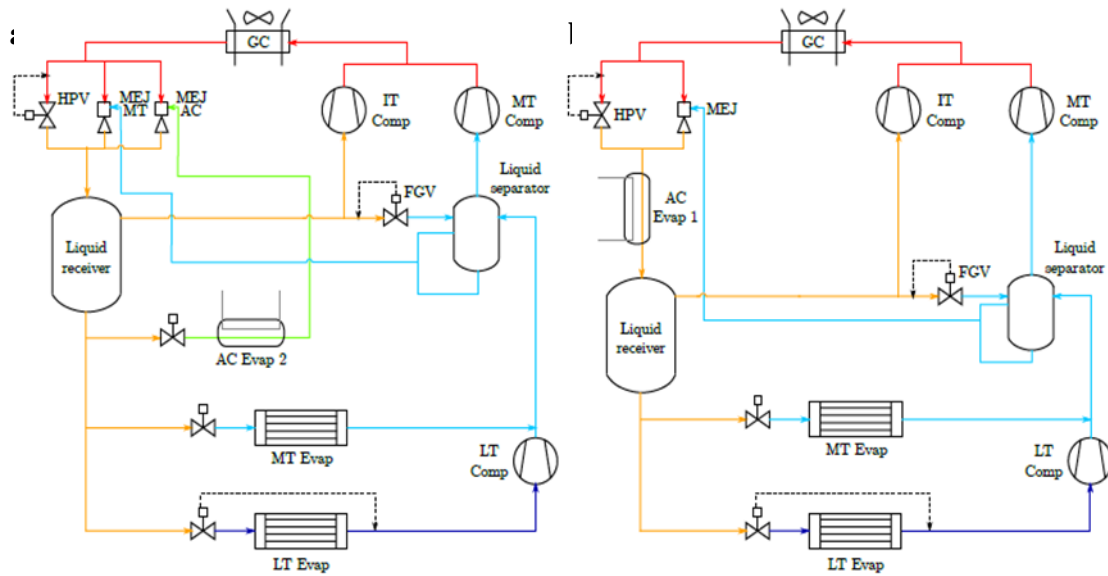 GC
HPV
MEJ
MT
MEJ
AC
IT
Comp
MT
Comp
Liquid
separator
FGV
Liquid
receiver
AC Evap 2
MT Evap
LT
Comp
LT Evap
GC
HPV
MEJ
IT
Comp
MT
Comp
AC
Evap 1
Liquid
separator
FGV
Liquid
receiver
MT Evap
LT
Comp
LT Evap